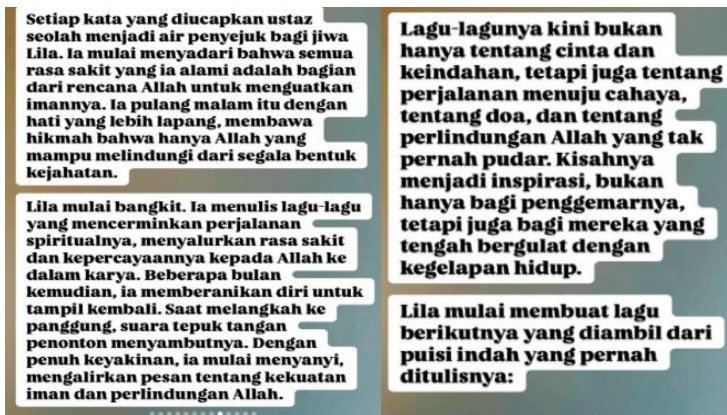 Setiap kata yang diucapkan ustaz
seolah menjadi air penyejuk bagi jiwa
Lila. Ia mulai menyadari bahwa semua
rasa sakit yang ia alami adalah bagian
dari rencana Allah untuk menguatkan
imannya. Ia pulang malam itu dengan
hati yang lebih lapang, membawa
hikmah bahwa hanya Allah yang
mampu melindungi dari segala bentuk
kejahatan.
Lila mulai bangkit. Ia menulis lagu-lagu
yang mencerminkan perjalanan
spiritualnya, menyalurkan rasa sakit
dan kepercayaannya kepada Allah ke
dalam karya. Beberapa bulan
kemudian, ia memberanikan diri untuk
tampil kembali. Saat melangkah ke
panggung, suara tepuk tangan
penonton menyambutnya. Dengan
penuh keyakinan, ia mulai menyanyi,
mengalirkan pesan tentang kekuatan
iman dan perlindungan Allah.
Lagu-lagunya kini bukan
hanya tentang cinta dan
keindahan, tetapi juga tentang
perjalanan menuju cahaya,
tentang doa, dan tentang
perlindungan Allah yang tak
pernah pudar. Kisahnya
menjadi inspirasi, bukan
hanya bagi penggemarnya,
tetapi juga bagi mereka yang
tengah bergulat dengan
kegelapan hidup.
Lila mulai membuat lagu
berikutnya yang diambil dari
puisi indah yang pernah
ditulisnya: